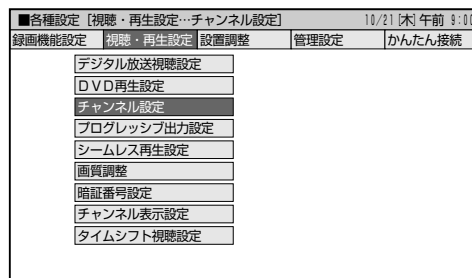 ■各種設定［視聴・再生設定…チャンネル設定］ 10/21［木］午前 9:00
録画機能設定 視聴・再生設定 設置調整 管理設定 かんたん接続
デジタル放送視聴設定
ＤＶＤ再生設定
チャンネル設定
プログレッシブ出力設定
シームレス再生設定
画質調整
暗証番号設定
チャンネル表示設定
タイムシフト視聴設定